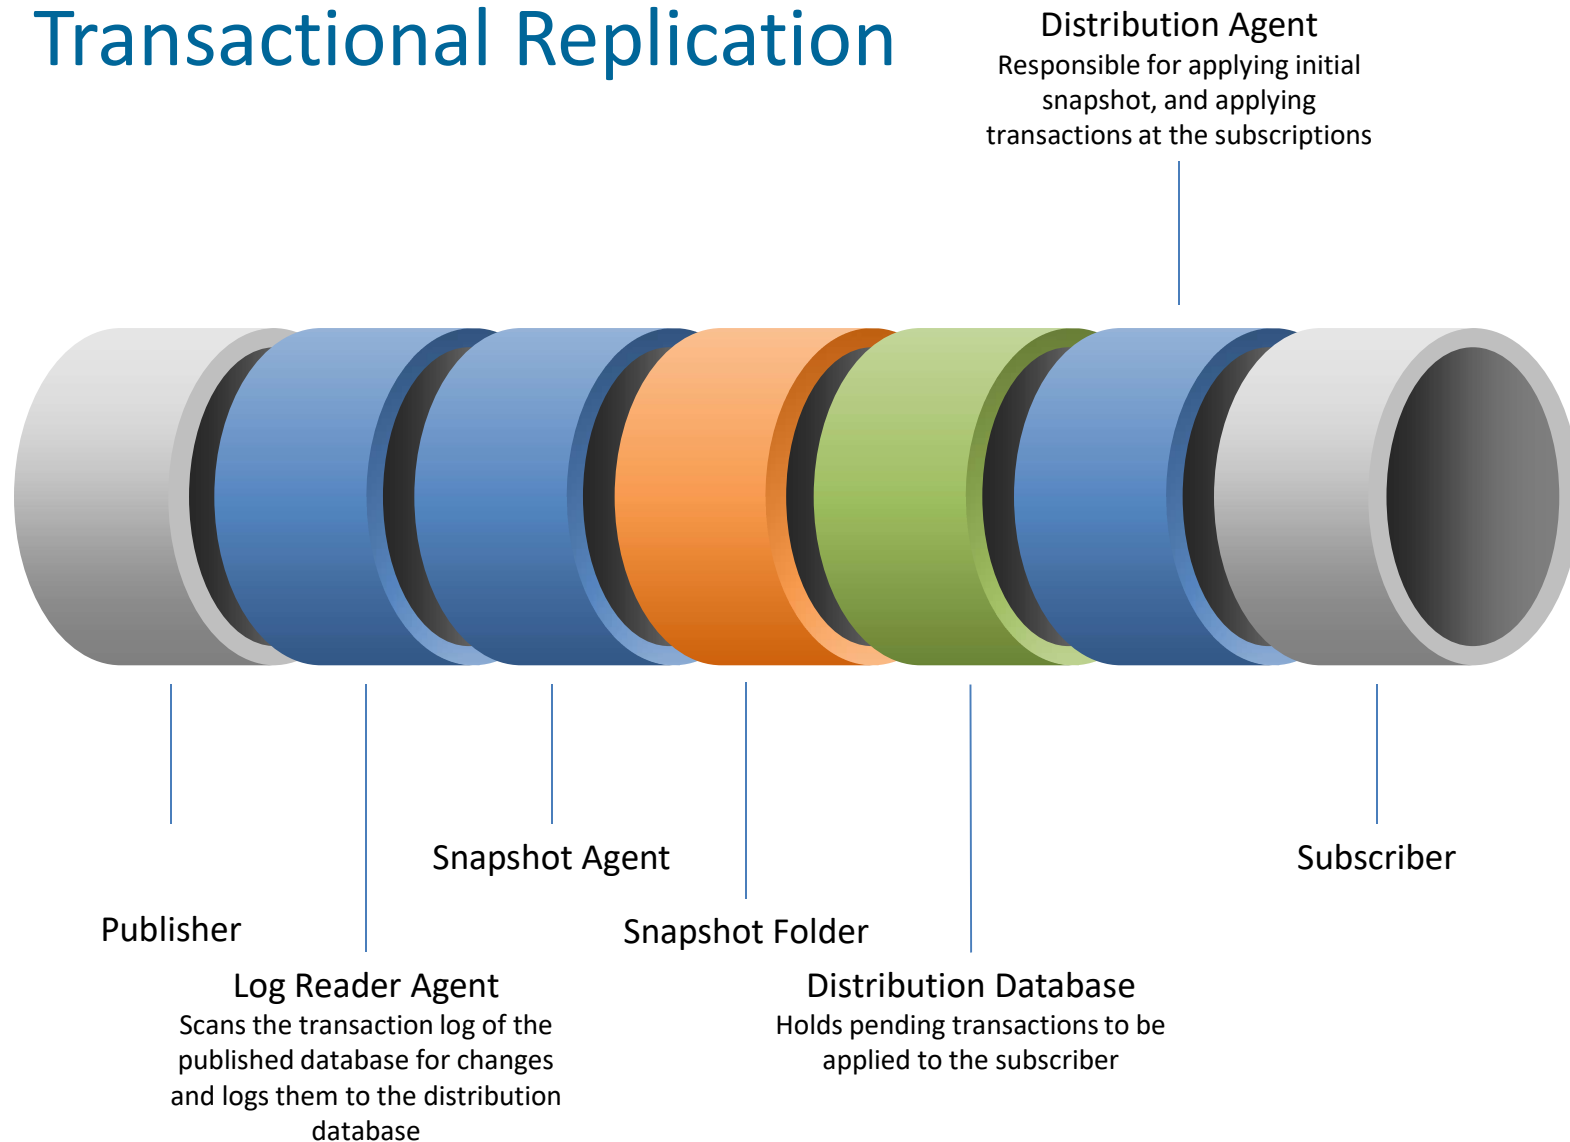 Transactional Replication
Distribution Agent
Responsible for applying initial
snapshot, and applying
transactions at the subscriptions
Snapshot Agent
Subscriber
Publisher
Snapshot Folder
Log Reader Agent
Scans the transaction log of the
published database for changes
and logs them to the distribution
database
Distribution Database
Holds pending transactions to be
applied to the subscriber